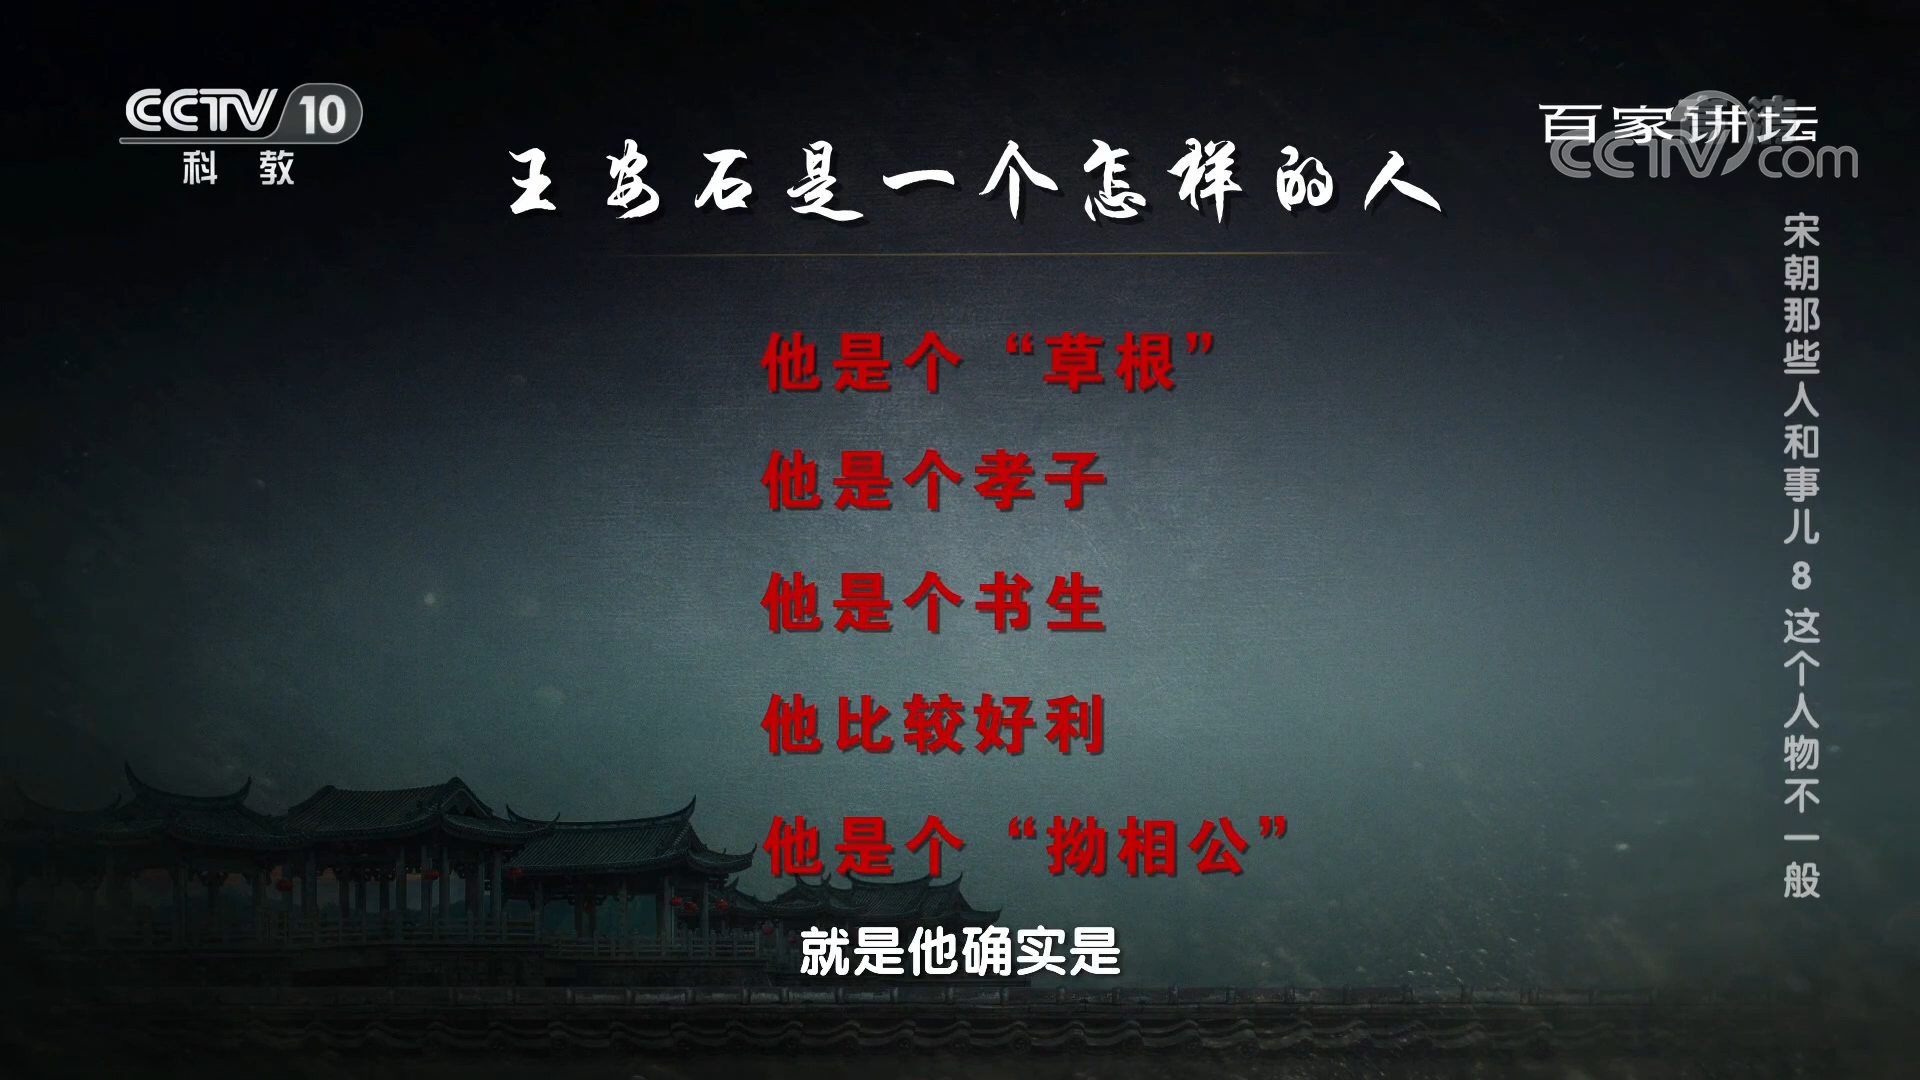 CCTV 10
科教
百家讲坛
CCTV.com
王安石是一个怎样的人
他是个“草根”
他是个孝子
他是个书生
他比较好利
他是个“拗相公”
就是他确实是
宋朝那些人和事儿 8 这个人物不一般